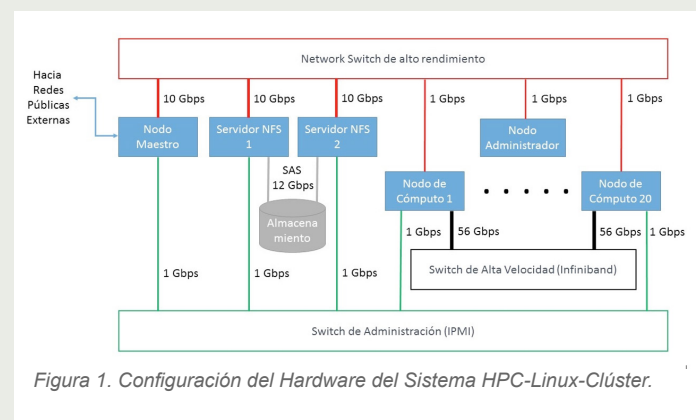 Network Switch de alto rendimiento
Hacia
Redes
Públicas
Externas
10 Gbps
10 Gbps
10 Gbps
1 Gbps
1 Gbps
1 Gbps
Nodo
Maestro
Servidor NFS
1
Servidor NFS
2
Nodo
Administrador
SAS
12 Gbps
Nodo de
Cómputo 1
Nodo de
Cómputo 20
Almacena
miento
1 Gbps
56 Gbps
56 Gbps
1 Gbps
Switch de Alta Velocidad (Infiniband)
1 Gbps
1 Gbps
1 Gbps
Switch de Administración (IPMI)
Figura 1. Configuración del Hardware del Sistema HPC-Linux-Clúster.